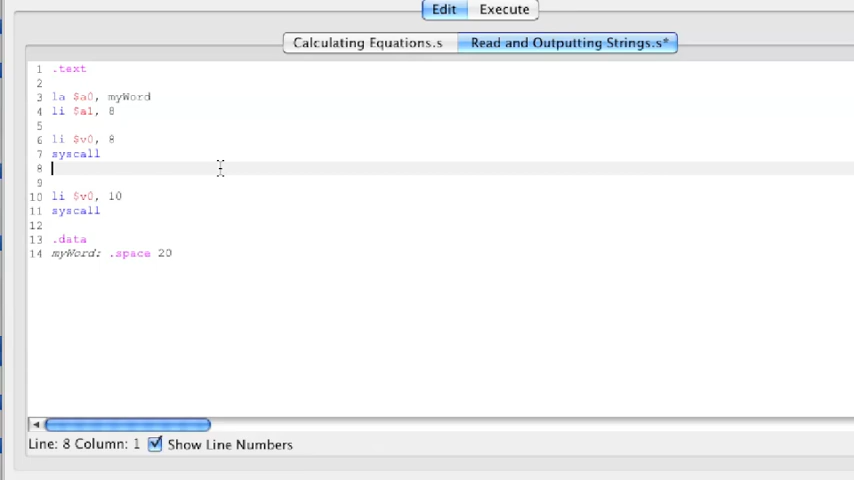 Edit Execute
Calculating Equations.s Read and Outputting Strings.s*
1 .text
2
3 la $a0, myWord
4 li $a1, 8
5
6 li $v0, 8
7 syscall
8
9
10 li $v0, 10
11 syscall
12
13 .data
14 myWord: .space 20
Line: 8 Column: 1 Show Line Numbers